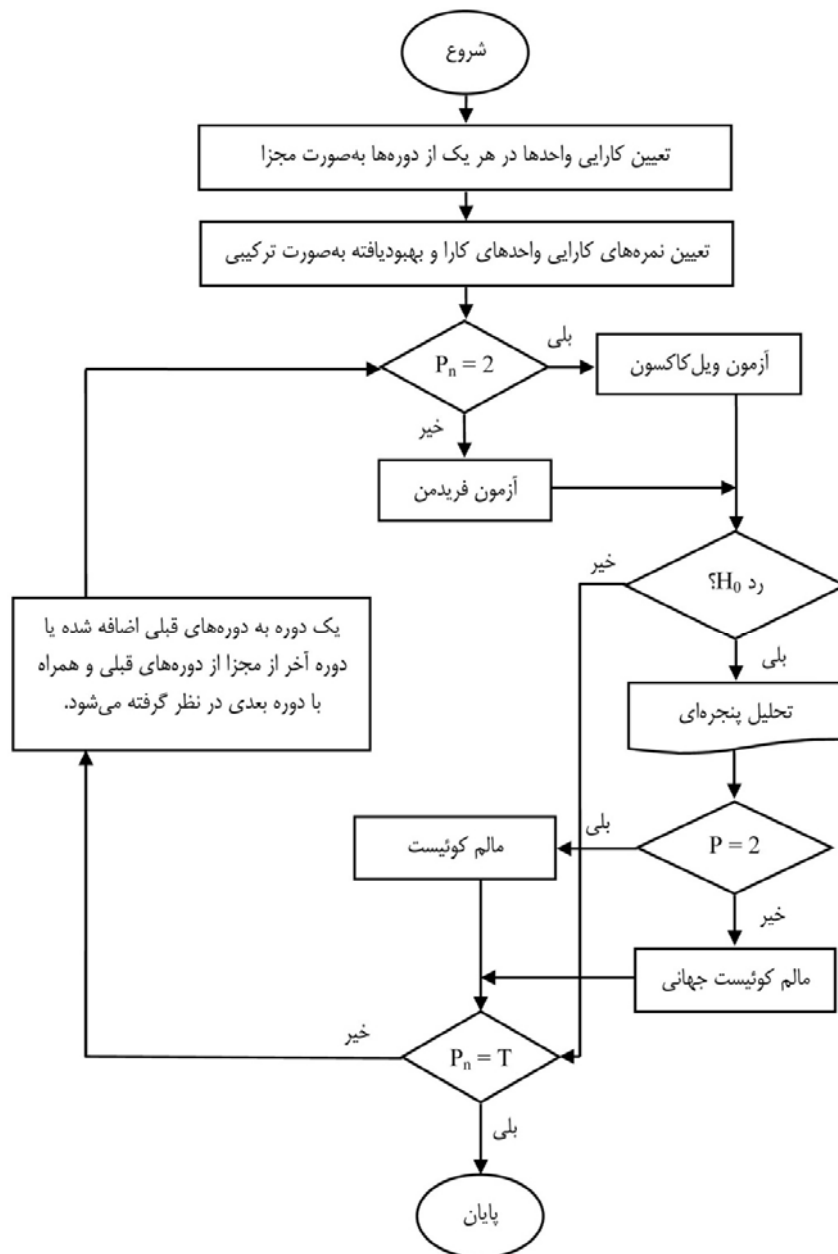 شروع
تعیین کارایی واحدها در هر یک از دوره‌ها به‌صورت مجزا
تعیین نمره‌های کارایی واحدهای کارا و بهبودیافته به‌صورت ترکیبی
P_n = 2
بلی
آزمون ویل‌کاکسون
خیر
آزمون فریدمن
رد H_0؟
خیر
بلی
یک دوره به دوره‌های قبلی اضافه شده یا
دوره آخر از مجزا از دوره‌های قبلی و همراه
با دوره بعدی در نظر گرفته می‌شود.
تحلیل پنجره‌ای
P = 2
بلی
مالم کوئیست
خیر
مالم کوئیست جهانی
P_n = T
خیر
بلی
پایان